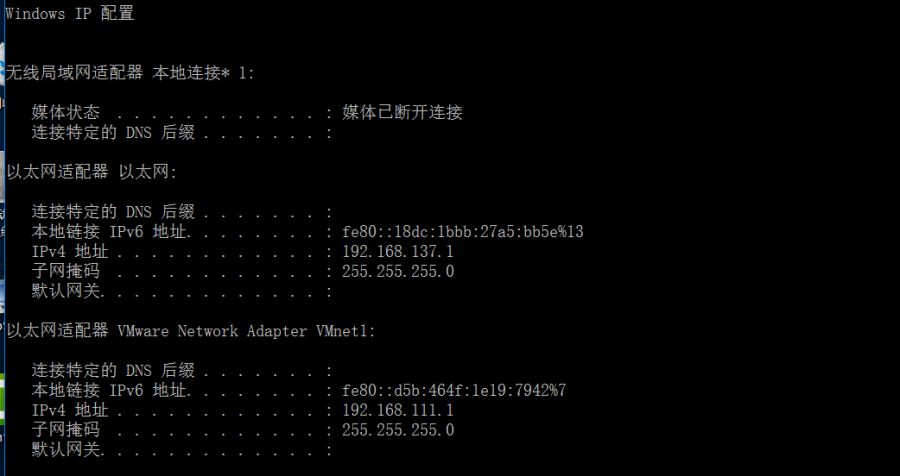 Windows IP 配置
无线局域网适配器 本地连接* 1:
媒体状态 . . . . . . . . . . . . : 媒体已断开连接
连接特定的 DNS 后缀 . . . . . . . :
以太网适配器 以太网:
连接特定的 DNS 后缀 . . . . . . . :
本地链接 IPv6 地址. . . . . . . . : fe80::18dc:1bbb:27a5:bb5e%13
IPv4 地址 . . . . . . . . . . . . : 192.168.137.1
子网掩码 . . . . . . . . . . . . : 255.255.255.0
默认网关. . . . . . . . . . . . . :
以太网适配器 VMware Network Adapter VMnet1:
连接特定的 DNS 后缀 . . . . . . . :
本地链接 IPv6 地址. . . . . . . . : fe80::d5b:464f:1e19:7942%7
IPv4 地址 . . . . . . . . . . . . : 192.168.111.1
子网掩码 . . . . . . . . . . . . : 255.255.255.0
默认网关. . . . . . . . . . . . . :